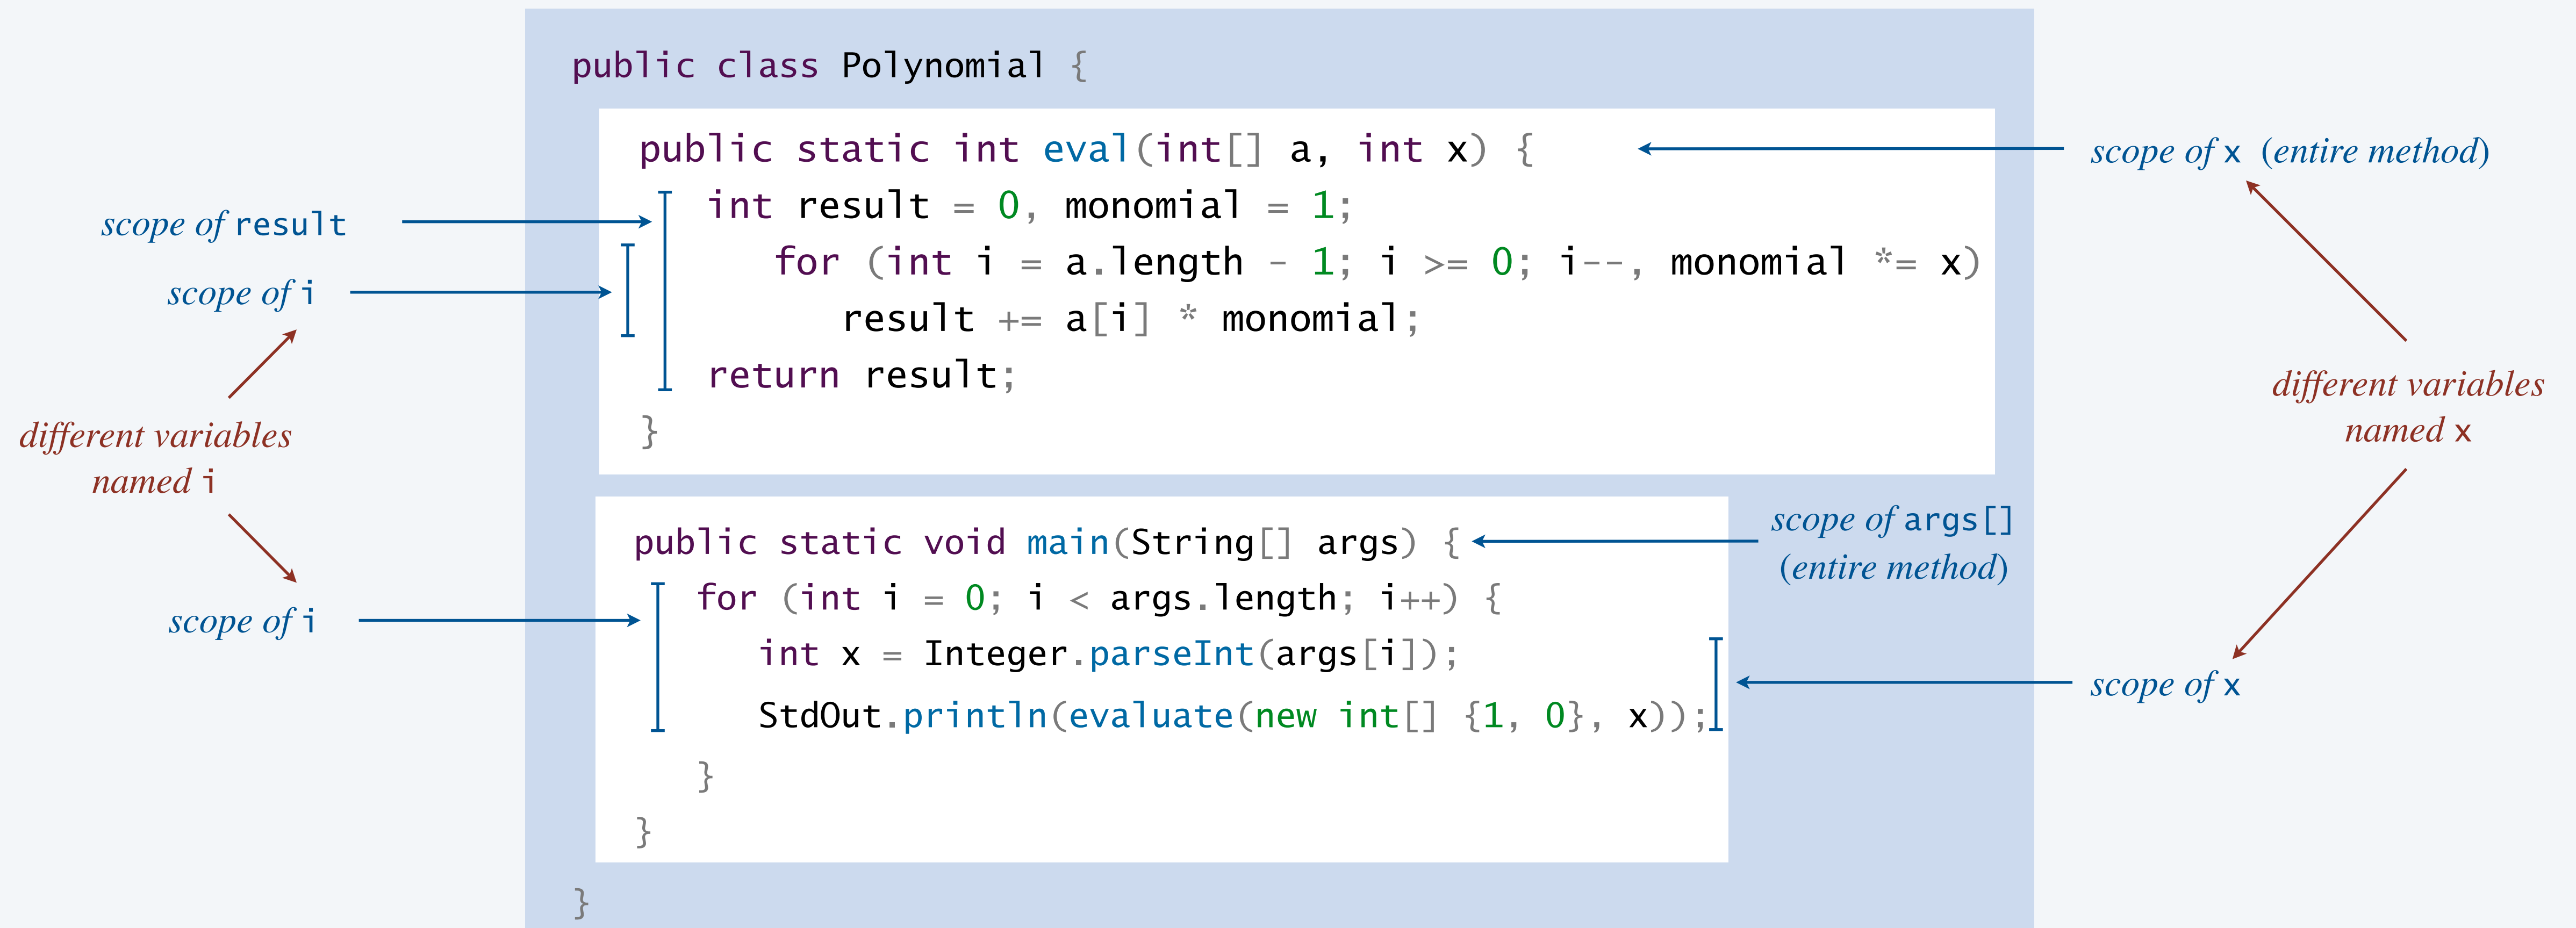 public class Polynomial {
public static int eval(int[] a, int x) {
scope of x (entire method)
int result = 0, monomial = 1;
scope of result
for (int i = a.length - 1; i >= 0; i--, monomial *= x)
scope of i
result += a[i] * monomial;
return result;
}
different variables
named i
different variables
named x
public static void main(String[] args) {
scope of args[]
(entire method)
for (int i = 0; i < args.length; i++) {
scope of i
int x = Integer.parseInt(args[i]);
scope of x
StdOut.println(evaluate(new int[] {1, 0}, x));
}
}
}